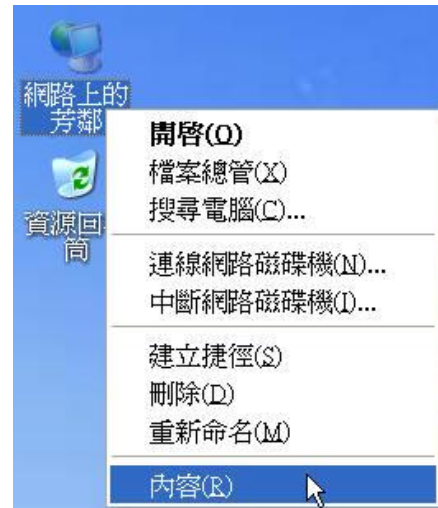 網路上的
芳鄰
資源回
筒
開啓(O)
檔案總管(X)
搜尋電腦(C)...
連線網路磁碟機(N)...
中斷網路磁碟機(I)...
建立捷徑(S)
刪除(D)
重新命名(M)
內容(R)